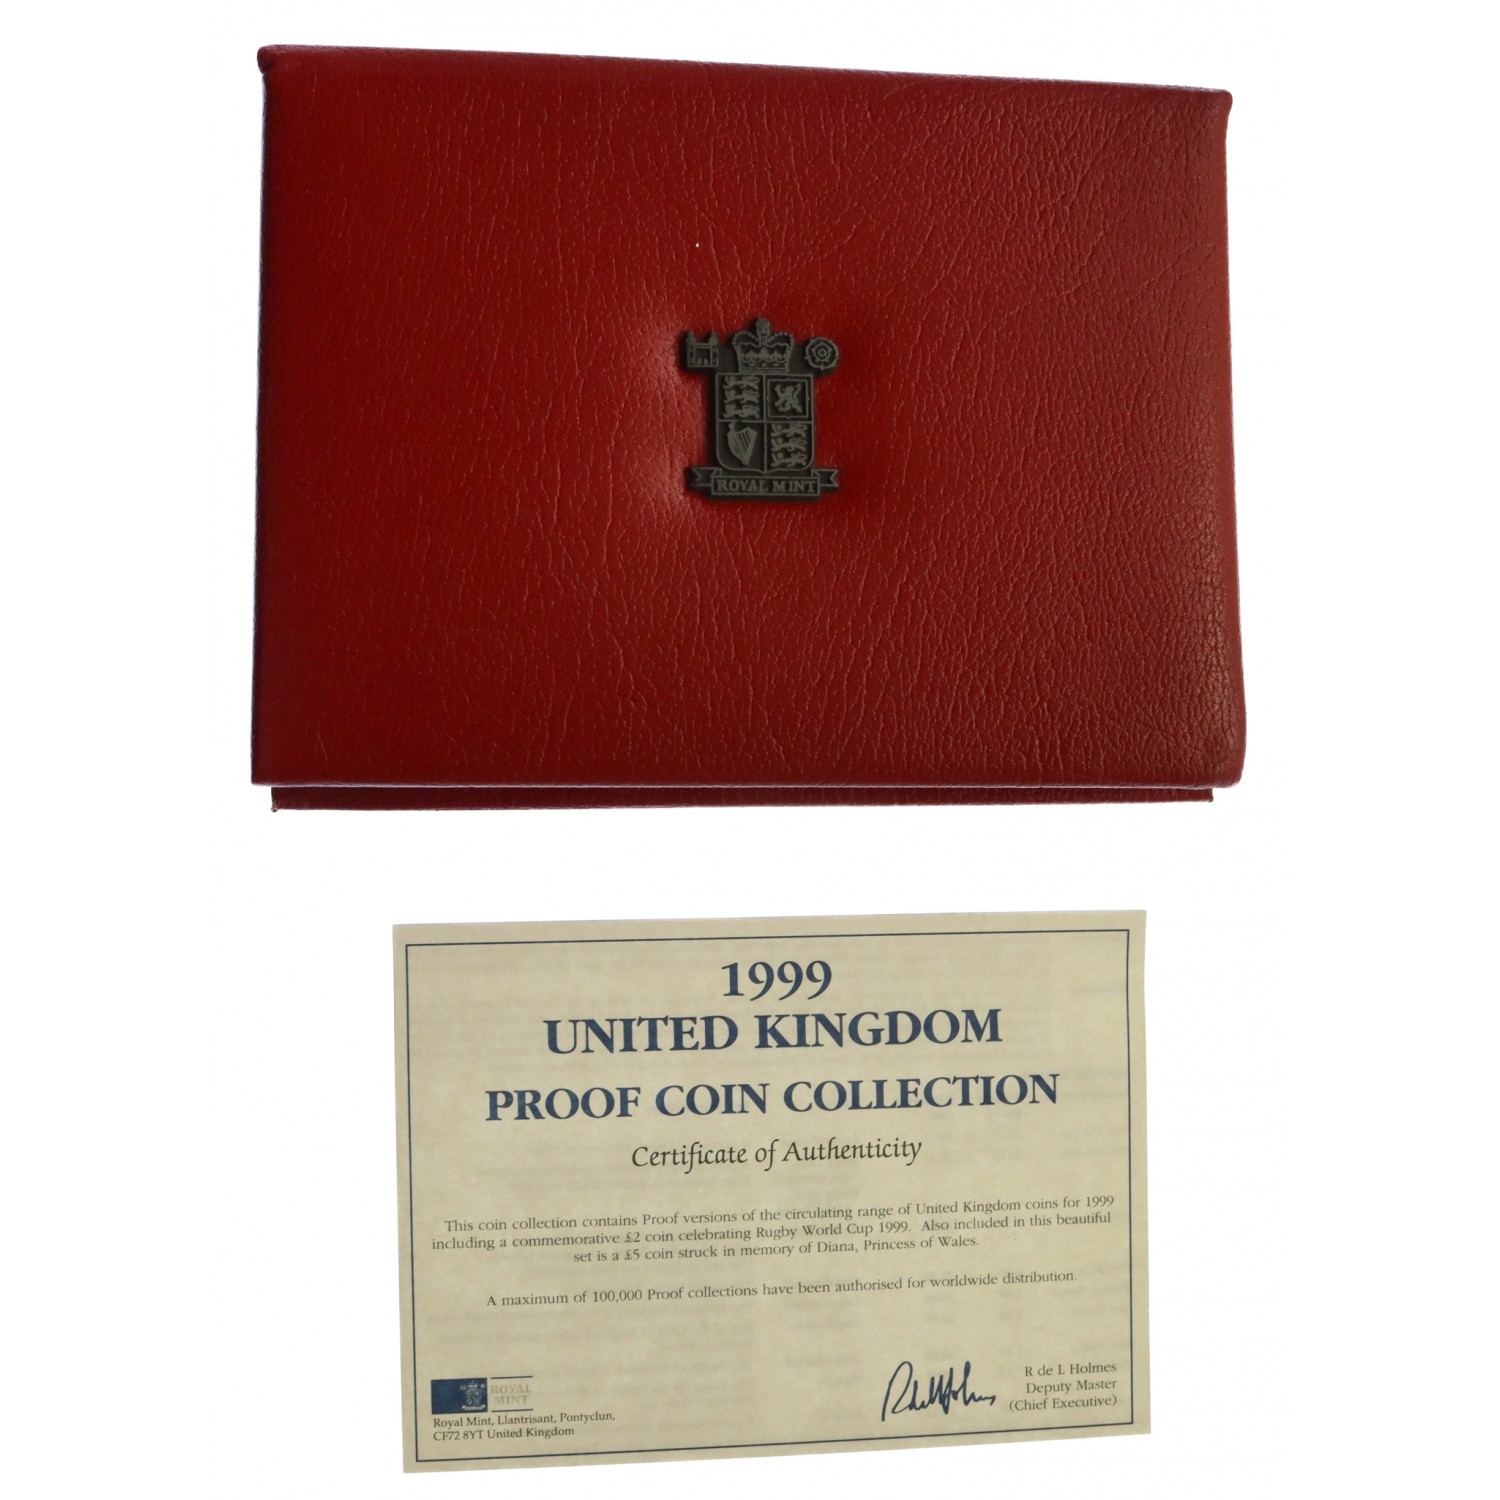 ROYAL MINT
1999
UNITED KINGDOM
PROOF COIN COLLECTION
Certificate of Authenticity
This coin collection contains Proof versions of the circulating range of United Kingdom coins for 1999
including a commemorative £2 coin celebrating Rugby World Cup 1999. Also included in this beautiful
set is a £5 coin struck in memory of Diana, Princess of Wales.
A maximum of 100,000 Proof collections have been authorised for worldwide distribution.
ROYAL
MINT
Royal Mint, Llantrisant, Pontyclun,
CF72 8YT United Kingdom
R de L Holmes
Deputy Master
(Chief Executive)